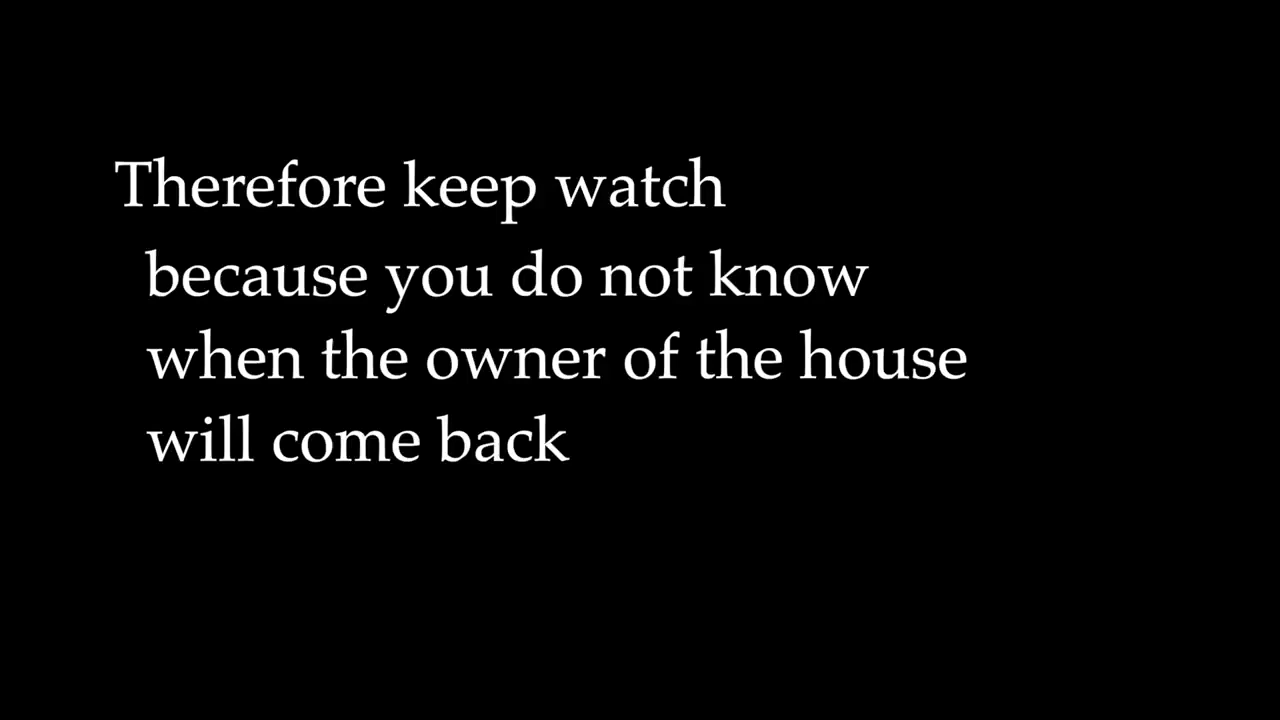 Therefore keep watch
because you do not know
when the owner of the house
will come back